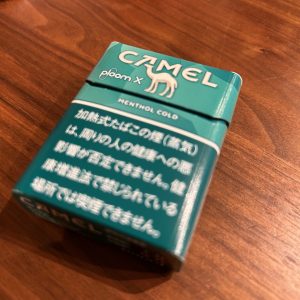 CAMEL
ploom X
MENTHOL COLD
加熱式たばこの煙(蒸気)
は、周りの人の健康への悪
影響が否定できません。健
康増進法で禁じられている
場所では喫煙できません。
CAMEL